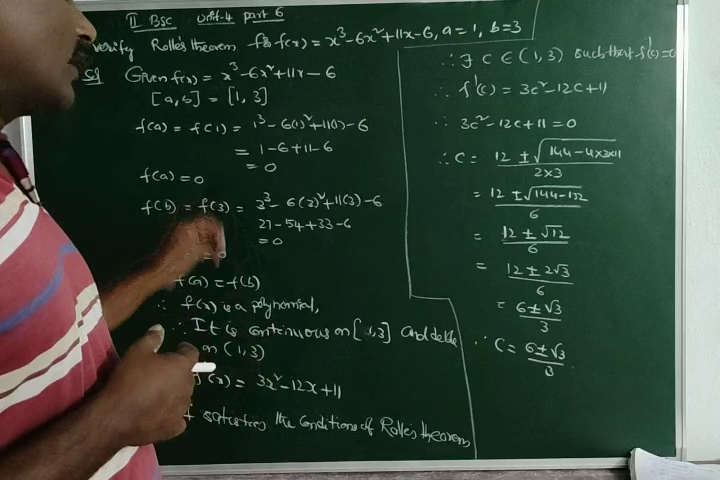 II BSC Unit-4 part 6
verify Rolle's theorem for f(x) = x³-6x²+11x-6, a=1, b=3
Sol Given f(x) = x³-6x²+11x-6
[a,b] = [1,3]
f(a) = f(1) = 1³-6(1)²+11(1)-6
= 1-6+11-6
= 0
f(a) = 0
f(b) = f(3) = 3³-6(3)²+11(3)-6
27-54+33-6
= 0
= 0
f(a) = f(b)
∴ f(x) is a polynomial,
∴ It is continuous on [1,3] and
on (1,3)
(x) = 3x²-12x+11
satisfies the conditions of Rolle's theorem
∴ ∃ c ∈ (1,3) such that f'(c)=0
∴ f'(c) = 3c²-12c+11
∴ 3c²-12c+11=0
∴ c = 12 ± √144-4×3×11 / 2×3
= 12 ± √144-132 / 6
= 12 ± √12 / 6
= 12 ± 2√3 / 6
= 6±√3 / 3
∴ c = 6±√3 / 3